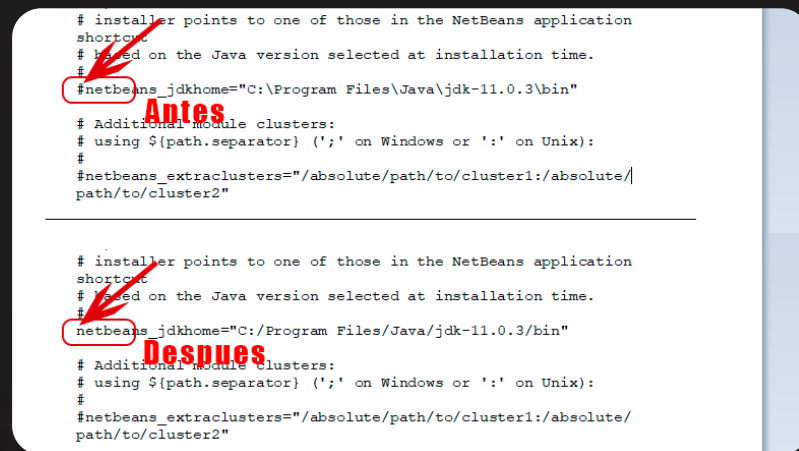 # installer points to one of those in the NetBeans application
shortcut
# based on the Java version selected at installation time.
#
#netbeans_jdkhome="C:\Program Files\Java\jdk-11.0.3\bin"
Antes
# Additional module clusters:
# using ${path.separator} (';' on Windows or ':' on Unix):
#
#netbeans_extraclusters="/absolute/path/to/cluster1:/absolute/
path/to/cluster2"
# installer points to one of those in the NetBeans application
shortcut
# based on the Java version selected at installation time.
#
netbeans_jdkhome="C:/Program Files/Java/jdk-11.0.3/bin"
Despues
# Additional module clusters:
# using ${path.separator} (';' on Windows or ':' on Unix):
#
#netbeans_extraclusters="/absolute/path/to/cluster1:/absolute/
path/to/cluster2"